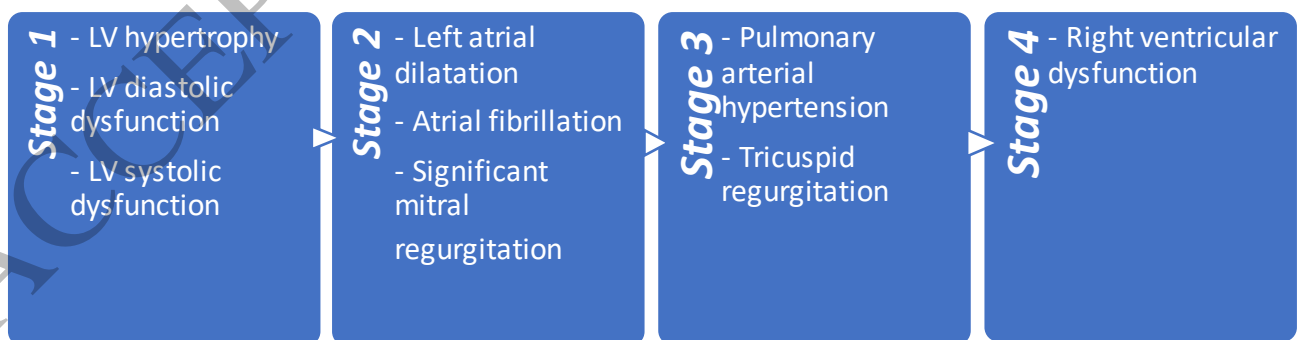 Stage 1
- LV hypertrophy
- LV diastolic
dysfunction
- LV systolic
dysfunction
Stage 2
- Left atrial
dilatation
- Atrial fibrillation
- Significant
mitral
regurgitation
Stage 3
- Pulmonary
arterial
hypertension
- Tricuspid
regurgitation
Stage 4
- Right ventricular
dysfunction
ACCE